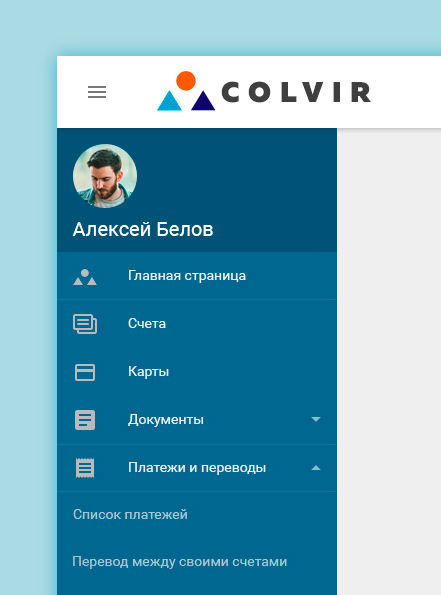 COLVIR
Алексей Белов
Главная страница
Счета
Карты
Документы
Платежи и переводы
Список платежей
Перевод между своими счетами